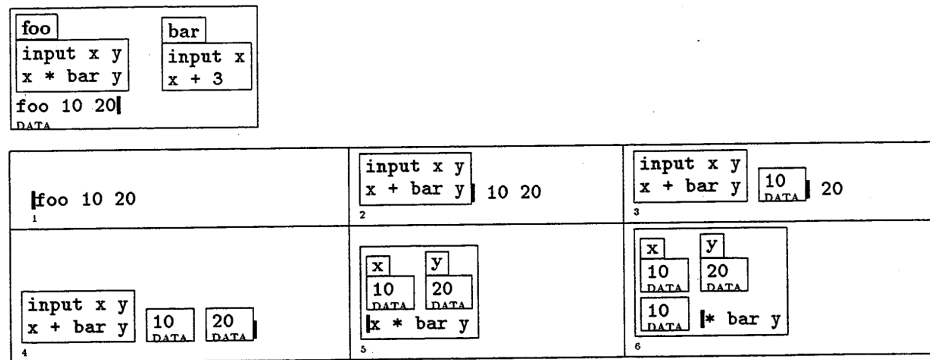 foo bar
input x y input x
x * bar y x + 3
foo 10 20
DATA
foo 10 20
1
input x y
x + bar y 10 20
2
input x y
x + bar y 10 20
DATA
3
input x y
x + bar y 10 20
DATA DATA
4
x y
10 20
DATA DATA
x * bar y
5
x y
10 20
DATA DATA
10 * bar y
DATA
6